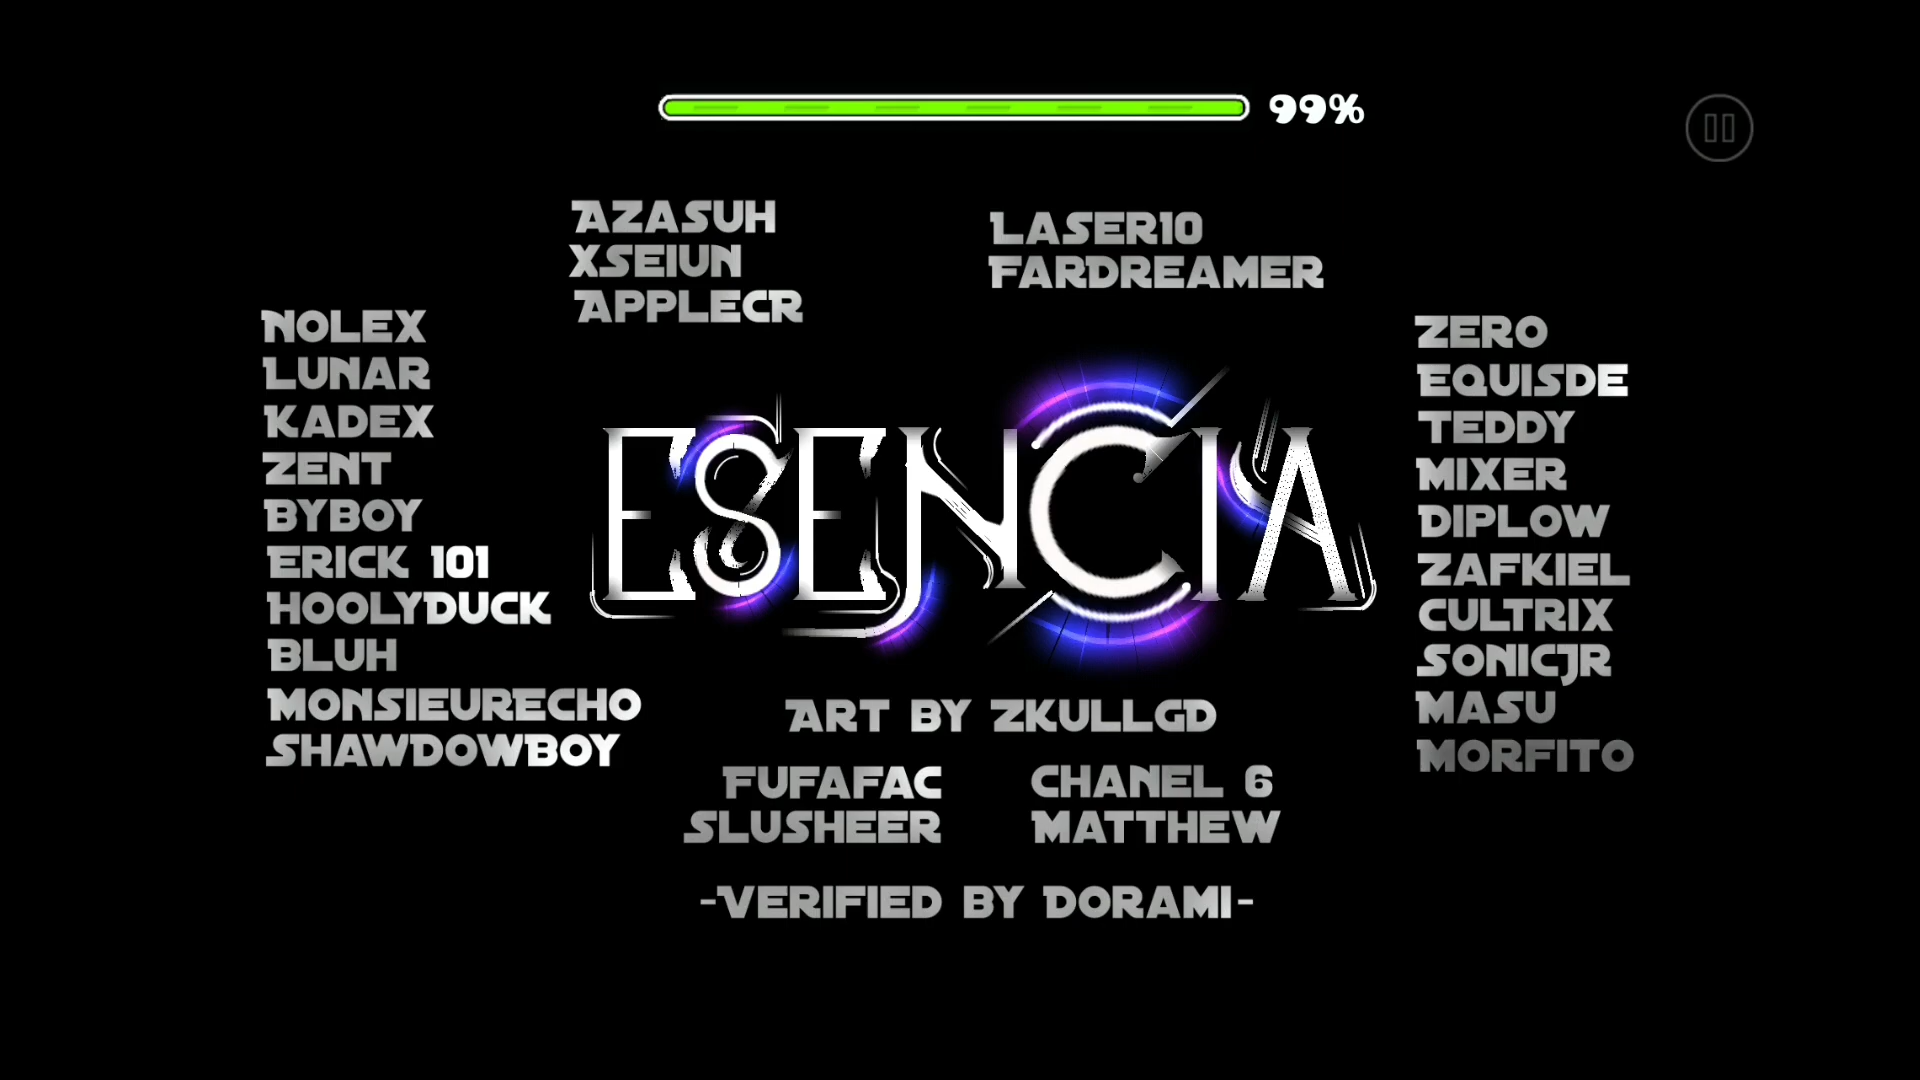 99%
AZASUH
XSEIUN
APPLECR
LASER10
FARDREAMER
NOLEX
LUNAR
KADEX
ZENT
BYBOY
ERICK 101
HOOLYDUCK
BLUH
MONSIEURECHO
SHAWDOWBOY
ESENCIA
ZERO
EQUISDE
TEDDY
MIXER
DIPLOW
ZAFKIEL
CULTRIX
SONICJR
MASU
MORFITO
ART BY ZKULLGD
FUFAFAC
SLUSHEER
CHANEL 6
MATTHEW
-VERIFIED BY DORAMI-